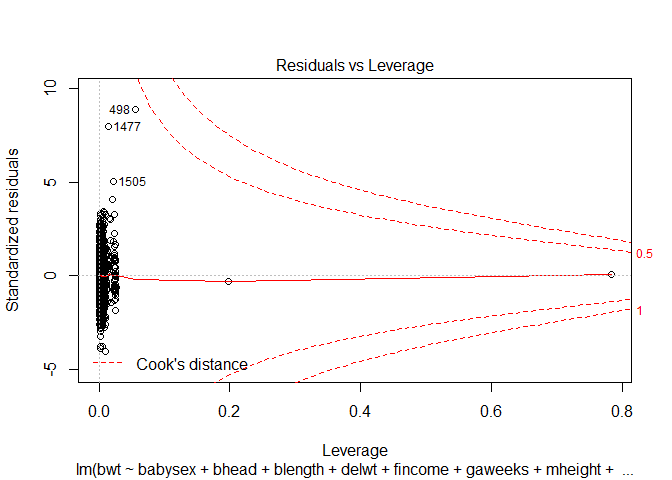 Residuals vs Leverage
Standardized residuals
10
5
0
-5
498
1477
1505
0.5
1
Cook's distance
0.0 0.2 0.4 0.6 0.8
Leverage
lm(bwt ~ babysex + bhead + blength + delwt + fincome + gaweeks + mheight + ...